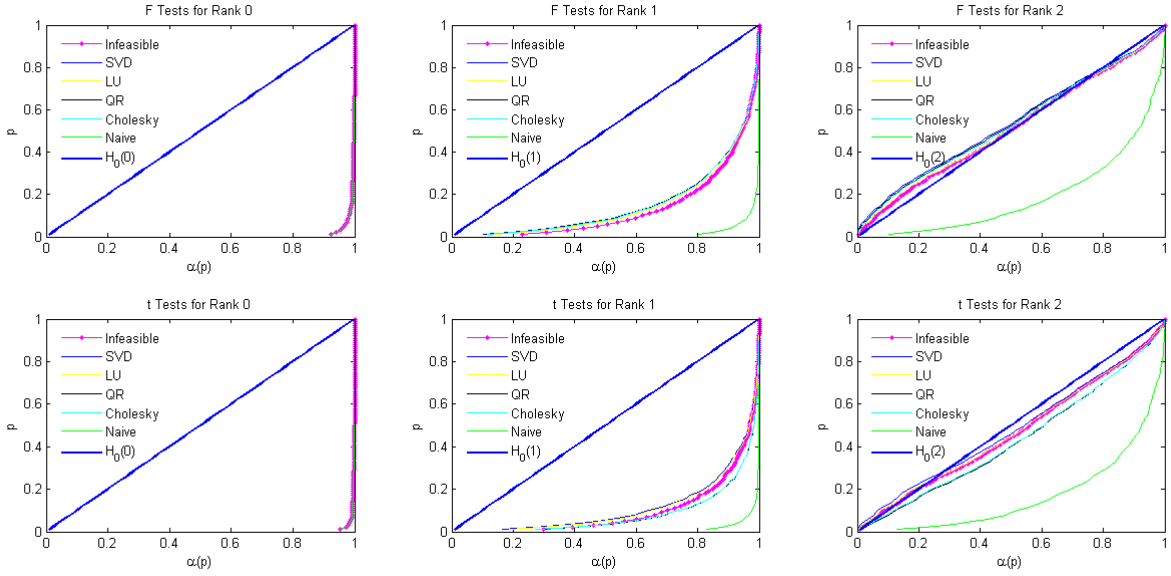 F Tests for Rank 0
1
0.8
0.6
0.4
0.2
0
p
Infeasible
SVD
LU
QR
Cholesky
Naive
H0(0)
0 0.2 0.4 0.6 0.8 1
α(p)
F Tests for Rank 1
1
0.8
0.6
0.4
0.2
0
p
Infeasible
SVD
LU
QR
Cholesky
Naive
H0(1)
0 0.2 0.4 0.6 0.8 1
α(p)
F Tests for Rank 2
1
0.8
0.6
0.4
0.2
0
p
Infeasible
SVD
LU
QR
Cholesky
Naive
H0(2)
0 0.2 0.4 0.6 0.8 1
α(p)
t Tests for Rank 0
1
0.8
0.6
0.4
0.2
0
p
Infeasible
SVD
LU
QR
Cholesky
Naive
H0(0)
0 0.2 0.4 0.6 0.8 1
α(p)
t Tests for Rank 1
1
0.8
0.6
0.4
0.2
0
p
Infeasible
SVD
LU
QR
Cholesky
Naive
H0(1)
0 0.2 0.4 0.6 0.8 1
α(p)
t Tests for Rank 2
1
0.8
0.6
0.4
0.2
0
p
Infeasible
SVD
LU
QR
Cholesky
Naive
H0(2)
0 0.2 0.4 0.6 0.8 1
α(p)